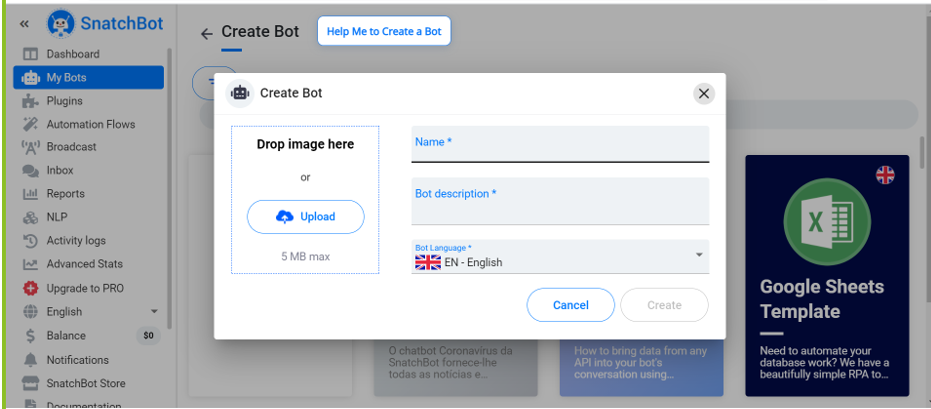 «
SnatchBot
Dashboard
My Bots
Plugins
Automation Flows
Broadcast
Inbox
Reports
NLP
Activity logs
Advanced Stats
Upgrade to PRO
English
Balance $0
Notifications
SnatchBot Store
Documentation
Create Bot
Help Me to Create a Bot
Create Bot
Drop image here
or
Upload
5 MB max
Name *
Bot description *
Bot Language *
EN - English
Cancel
Create
O chatbot Coronavírus da
SnatchBot fornece-lhe
todas as notícias e...
How to bring data from any
API into your bot's
conversation using...
X
Google Sheets
Template
Need to automate your
database work? We have a
beautifully simple RPA to...